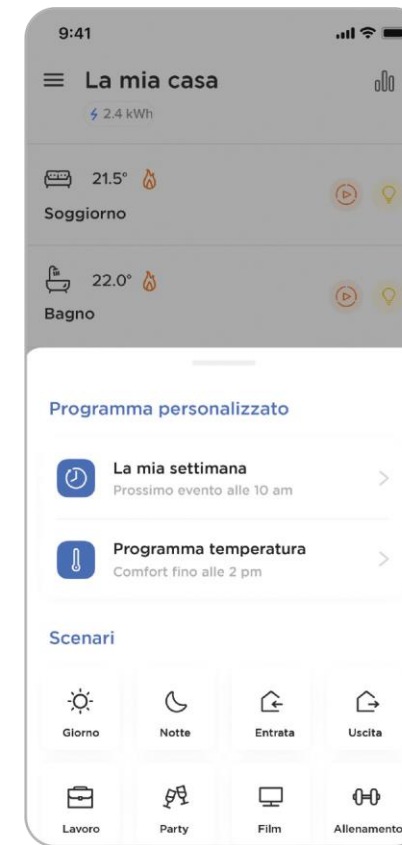 9:41
La mia casa
2.4 kWh
21.5°
Soggiorno
22.0°
Bagno
Programma personalizzato
La mia settimana
Prossimo evento alle 10 am
Programma temperatura
Comfort fino alle 2 pm
Scenari
Giorno Notte Entrata Uscita
Lavoro Party Film Allenamento